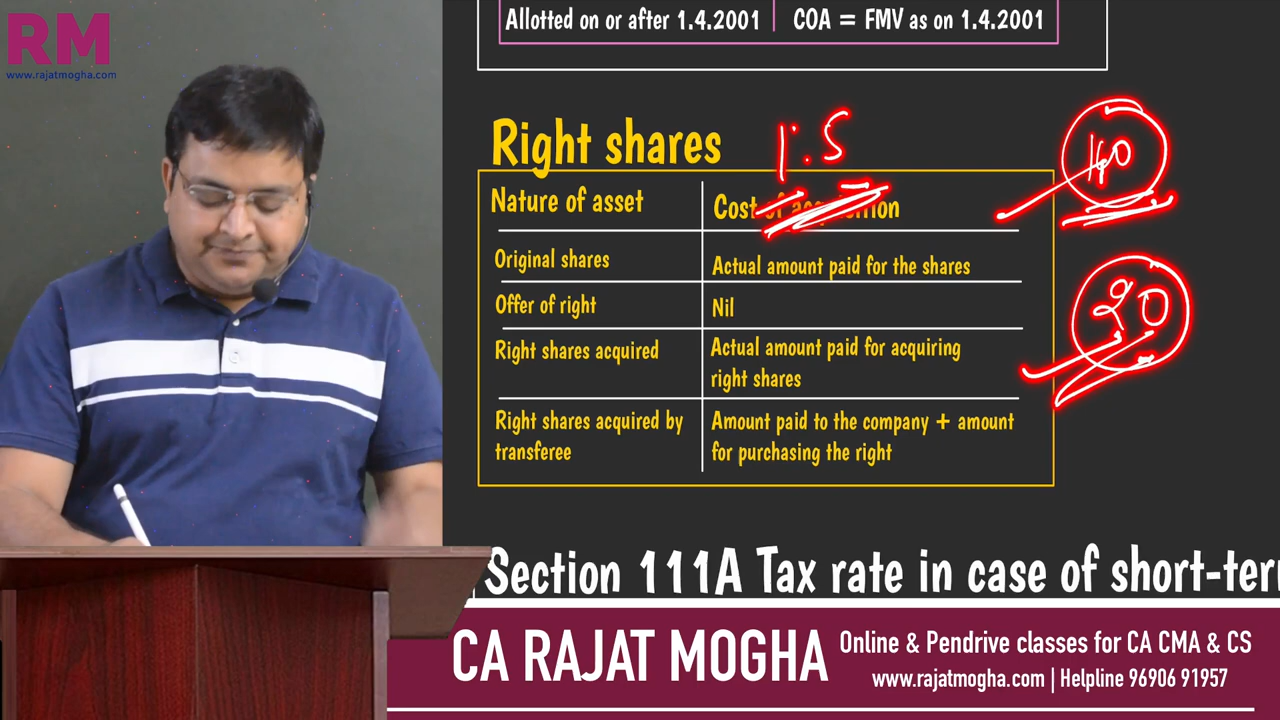 RM
www.rajatmogha.com
Allotted on or after 1.4.2001 COA = FMV as on 1.4.2001
Right shares
1.5
140
20
Nature of asset Cost of acquisition
Original shares Actual amount paid for the shares
Offer of right Nil
Right shares acquired Actual amount paid for acquiring
right shares
Right shares acquired by Amount paid to the company + amount
transferee for purchasing the right
Section 111A Tax rate in case of short-ter
CA RAJAT MOGHA
Online & Pendrive classes for CA CMA & CS
www.rajatmogha.com | Helpline 96906 91957